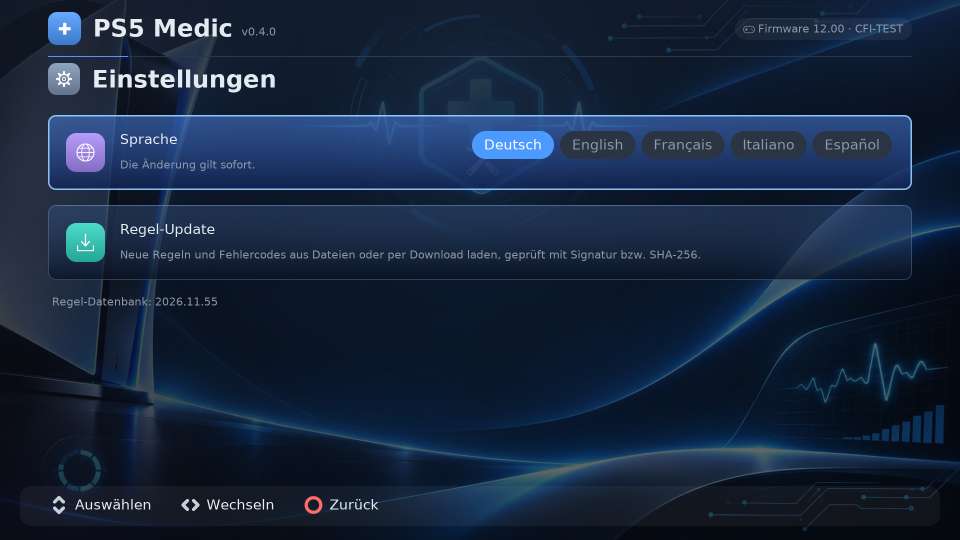 PS5 Medic v0.4.0
Firmware 12.00 · CFI-TEST
Einstellungen
Sprache
Die Änderung gilt sofort.
Deutsch English Français Italiano Español
Regel-Update
Neue Regeln und Fehlercodes aus Dateien oder per Download laden, geprüft mit Signatur bzw. SHA-256.
Regel-Datenbank: 2026.11.55
Auswählen Wechseln Zurück